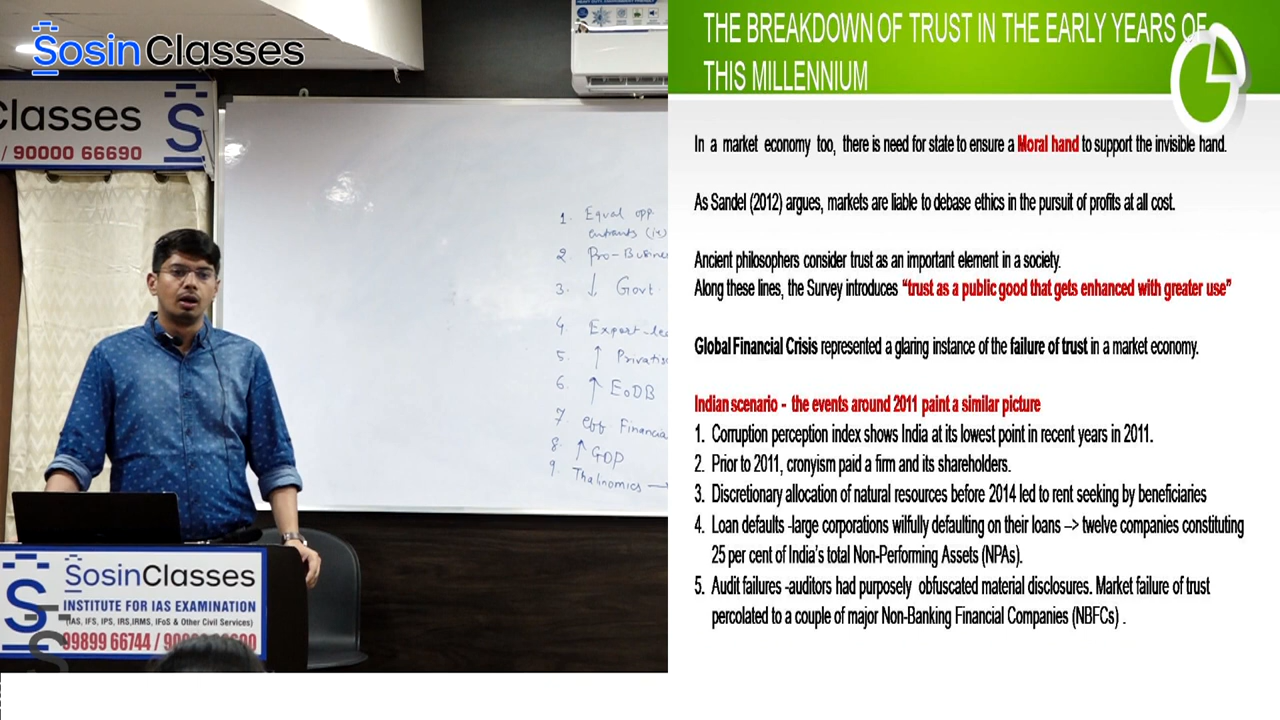 Sosin Classes
Classes
/ 90000 66690
1. Equal opp.
entrants (ie)
2. Pro-Busine
3. ↓ Govt.
4. Export-le
5. ↑ Privatis
6. ↑ EoDB
7. eff Financia
8. ↑ GDP
9. Thalinomics →
SosinClasses
INSTITUTE FOR IAS EXAMINATION
(IAS, IFS, IPS, IRS,IRMS, IFoS & Other Civil Services)
99899 66744 /
THE BREAKDOWN OF TRUST IN THE EARLY YEARS OF
THIS MILLENNIUM
In a market economy too, there is need for state to ensure a Moral hand to support the invisible hand.
As Sandel (2012) argues, markets are liable to debase ethics in the pursuit of profits at all cost.
Ancient philosophers consider trust as an important element in a society.
Along these lines, the Survey introduces “trust as a public good that gets enhanced with greater use”
Global Financial Crisis represented a glaring instance of the failure of trust in a market economy.
Indian scenario - the events around 2011 paint a similar picture
1. Corruption perception index shows India at its lowest point in recent years in 2011.
2. Prior to 2011, cronyism paid a firm and its shareholders.
3. Discretionary allocation of natural resources before 2014 led to rent seeking by beneficiaries
4. Loan defaults -large corporations wilfully defaulting on their loans –> twelve companies constituting
25 per cent of India’s total Non-Performing Assets (NPAs).
5. Audit failures -auditors had purposely obfuscated material disclosures. Market failure of trust
percolated to a couple of major Non-Banking Financial Companies (NBFCs) .